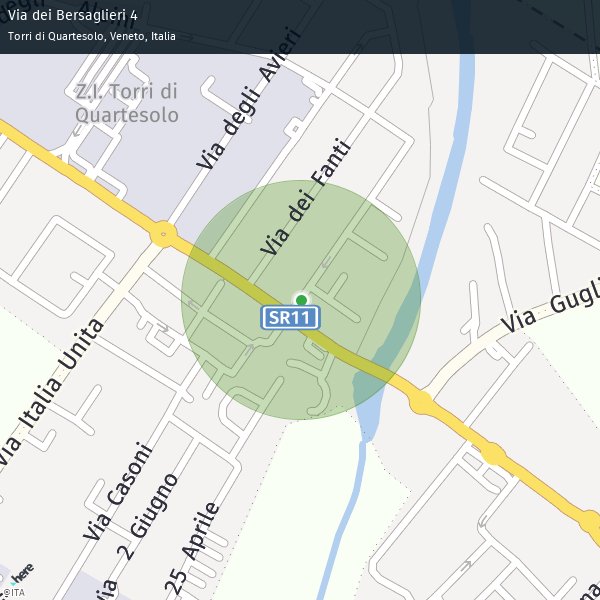 Via dei Bersaglieri 4
Torri di Quartesolo, Veneto, Italia
Z.I. Torri di
Quartesolo
Via degli Avieri
Via dei Fanti
SR11
Via Gugli
Via Italia Unita
Via Casoni
2 Giugno
25 Aprile
here
©ITA